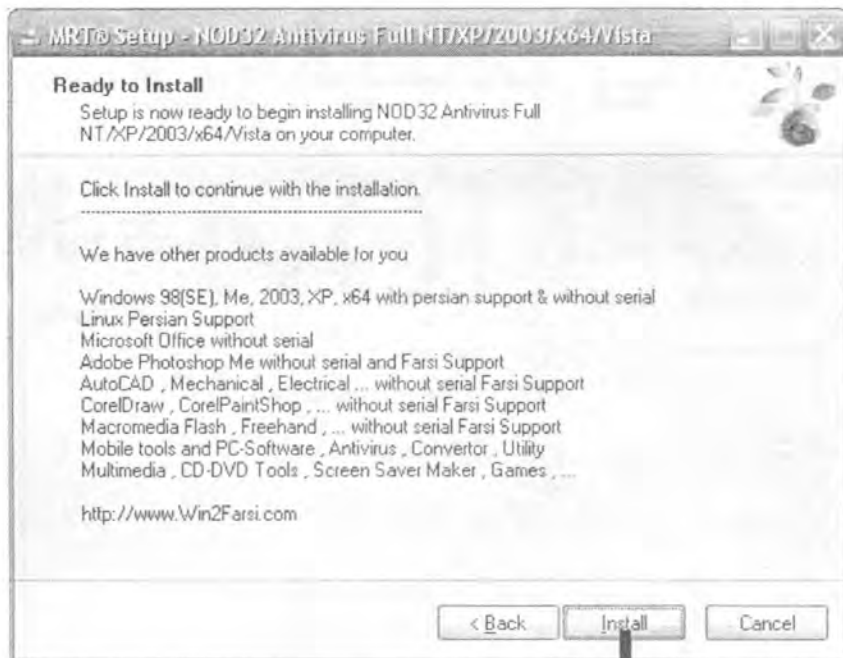 MRT® Setup - NOD32 Antivirus Full NT/XP/2003/x64/Vista
Ready to Install
Setup is now ready to begin installing NOD32 Antivirus Full
NT/XP/2003/x64/Vista on your computer.
Click Install to continue with the installation.
------------------------------------------------------------
We have other products available for you
Windows 98(SE), Me, 2003, XP, x64 with persian support & without serial
Linux Persian Support
Microsoft Office without serial
Adobe Photoshop Me without serial and Farsi Support
AutoCAD , Mechanical , Electrical ... without serial Farsi Support
CorelDraw , CorelPaintShop , ... without serial Farsi Support
Macromedia Flash , Freehand , ... without serial Farsi Support
Mobile tools and PC-Software , Antivirus , Convertor , Utility
Multimedia , CD-DVD Tools , Screen Saver Maker , Games , ...
http://www.Win2Farsi.com
< Back Install Cancel